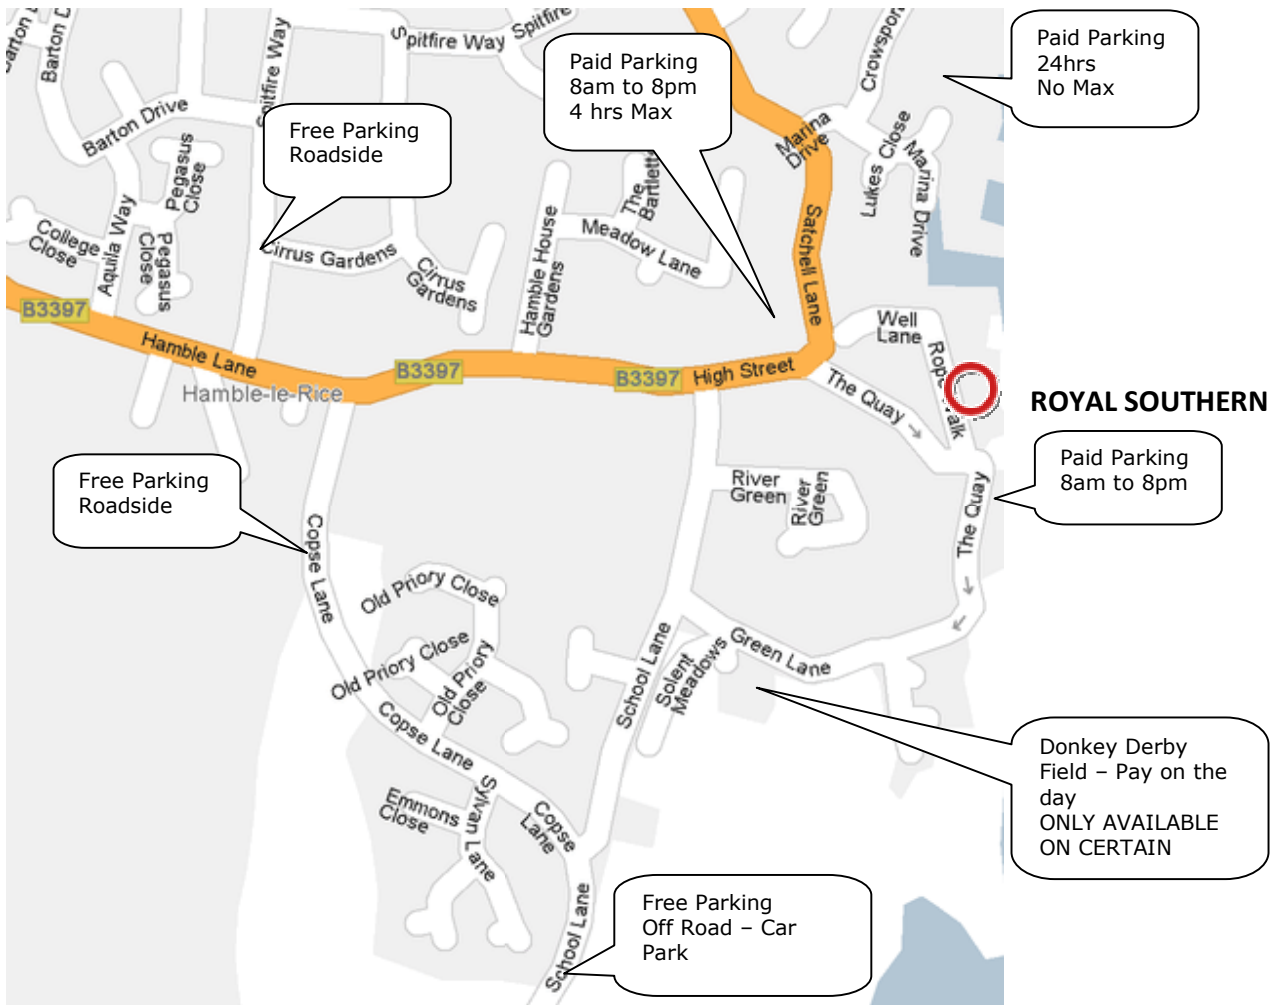 Barton D
Barton D
Spitfire Way
Spitfire Way
Spitfire
Crowspor
Paid Parking
24hrs
No Max
Paid Parking
8am to 8pm
4 hrs Max
Free Parking
Roadside
Barton Drive
Pegasus
Close
Marina
Drive
Lukes Close
Marina Drive
The
Bartlett
College
Close
Aquila Way
Pegasus
Close
Cirrus Gardens
Cirrus
Gardens
Hamble House
Gardens
Meadow Lane
Satchell Lane
B3397
Hamble Lane
B3397
B3397
High Street
Well
Lane
Rope Walk
Hamble-le-Rice
The Quay
ROYAL SOUTHERN
Paid Parking
8am to 8pm
Free Parking
Roadside
River
Green
River
Green
The Quay
Copse Lane
Old Priory Close
Old Priory Close
Old Priory
Close
School Lane
Solent
Meadows
Green Lane
Copse Lane
Donkey Derby
Field – Pay on the
day
ONLY AVAILABLE
ON CERTAIN
Emmons
Close
Sylvan Lane
Copse
Lane
School Lane
Free Parking
Off Road – Car
Park